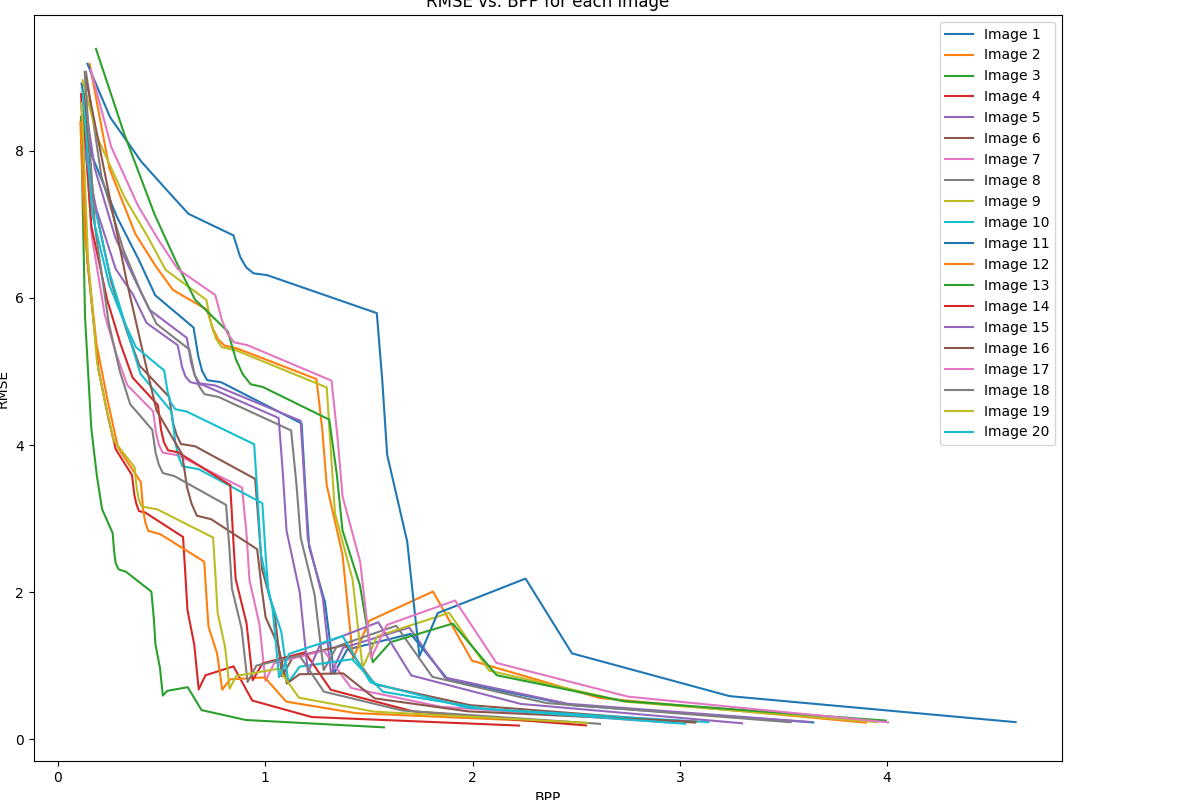 RMSE vs. BPP for each image
8
6
4
2
0
RMSE
0 1 2 3 4
BPP
Image 1
Image 2
Image 3
Image 4
Image 5
Image 6
Image 7
Image 8
Image 9
Image 10
Image 11
Image 12
Image 13
Image 14
Image 15
Image 16
Image 17
Image 18
Image 19
Image 20